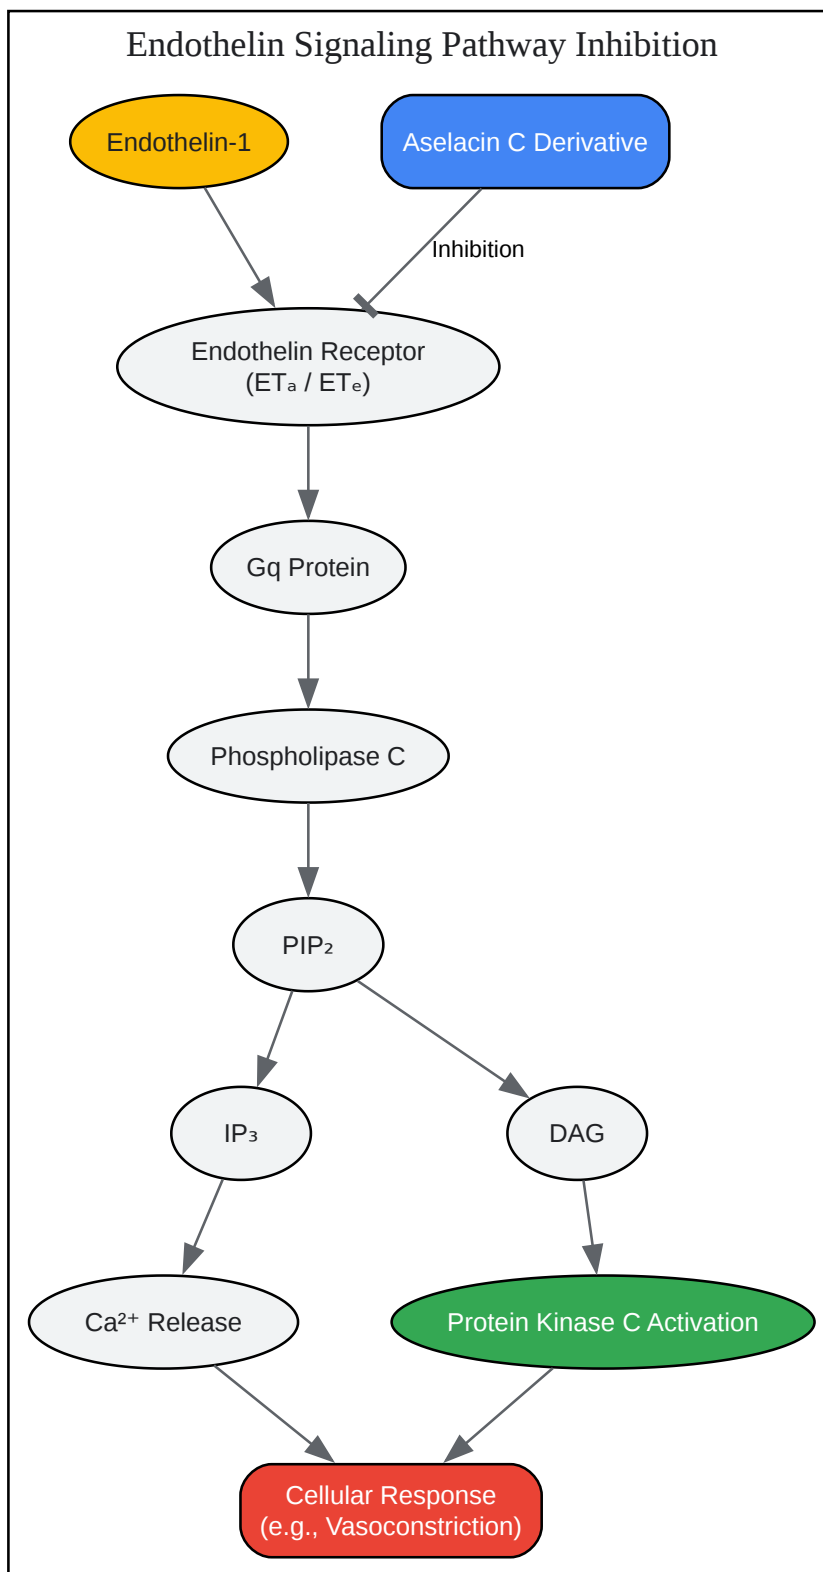 Endothelin Signaling Pathway Inhibition
Endothelin-1
Aselacin C Derivative
Inhibition
Endothelin Receptor
(ETₐ / ETₑ)
Gq Protein
Phospholipase C
PIP₂
IP₃
DAG
Ca²⁺ Release
Protein Kinase C Activation
Cellular Response
(e.g., Vasoconstriction)